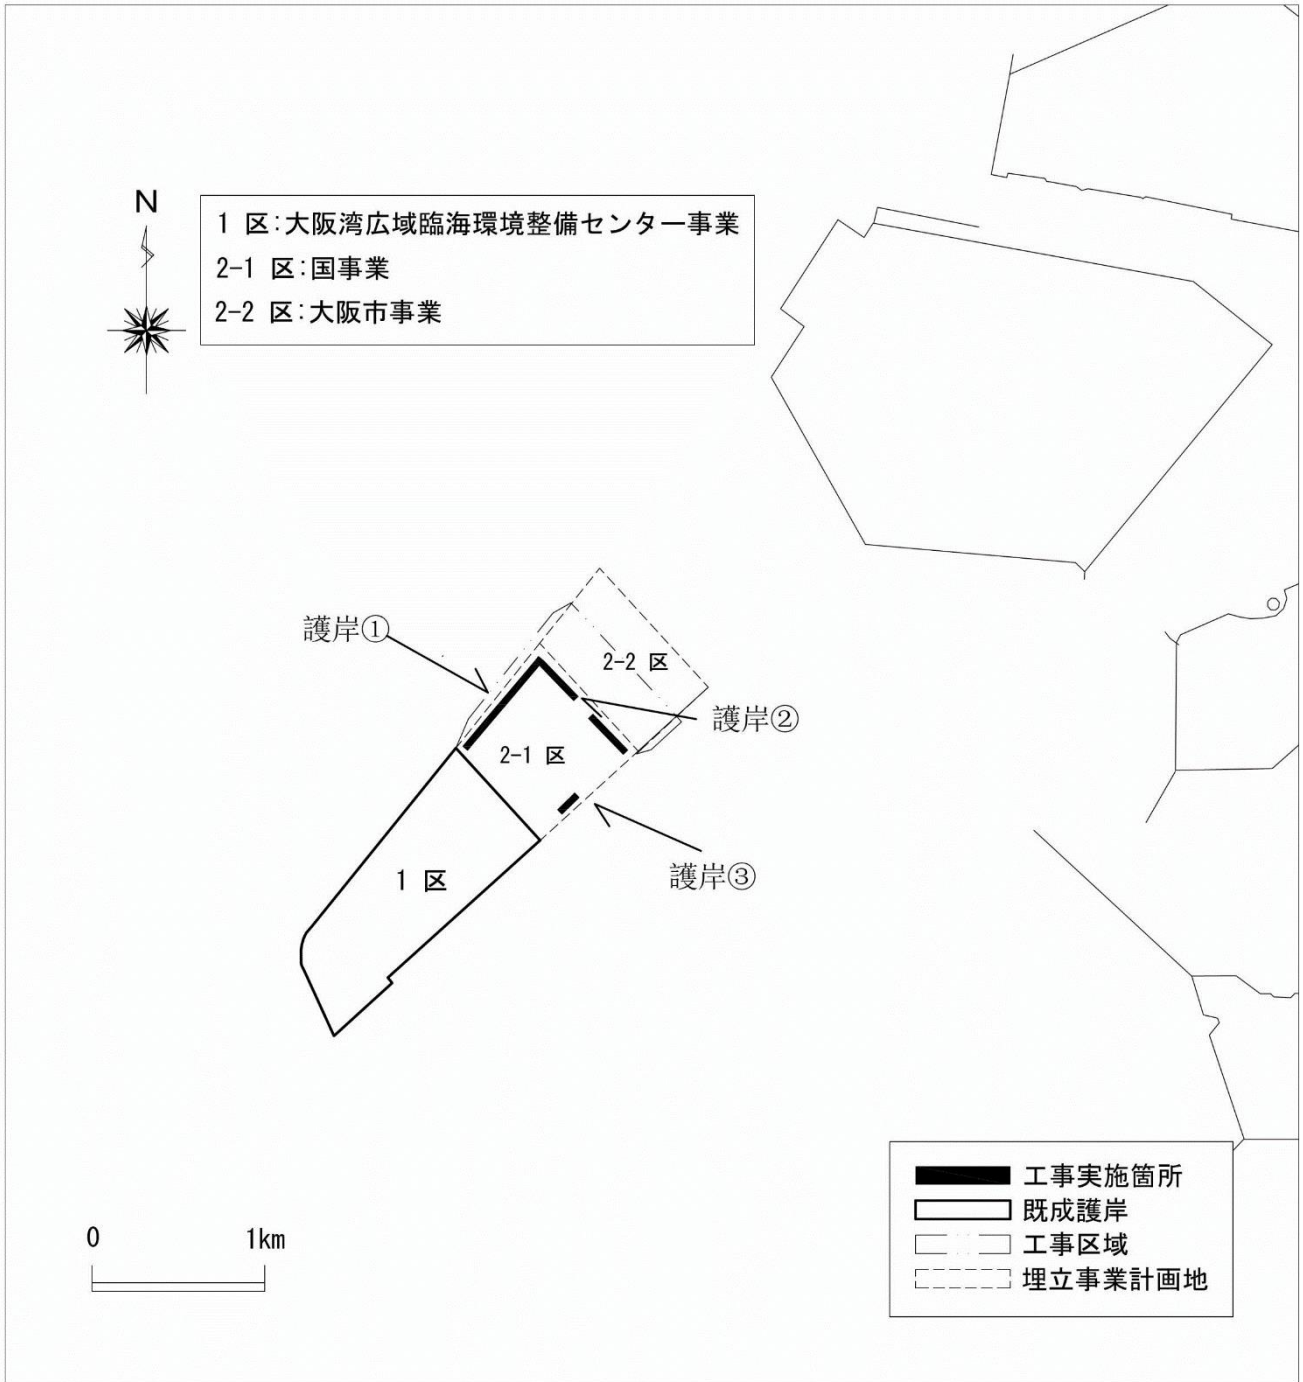 N
1 区:大阪湾広域臨海環境整備センター事業
2-1 区:国事業
2-2 区:大阪市事業
護岸①
2-2 区
護岸②
2-1 区
護岸③
1 区
工事実施箇所
既成護岸
工事区域
埋立事業計画地
0 1km